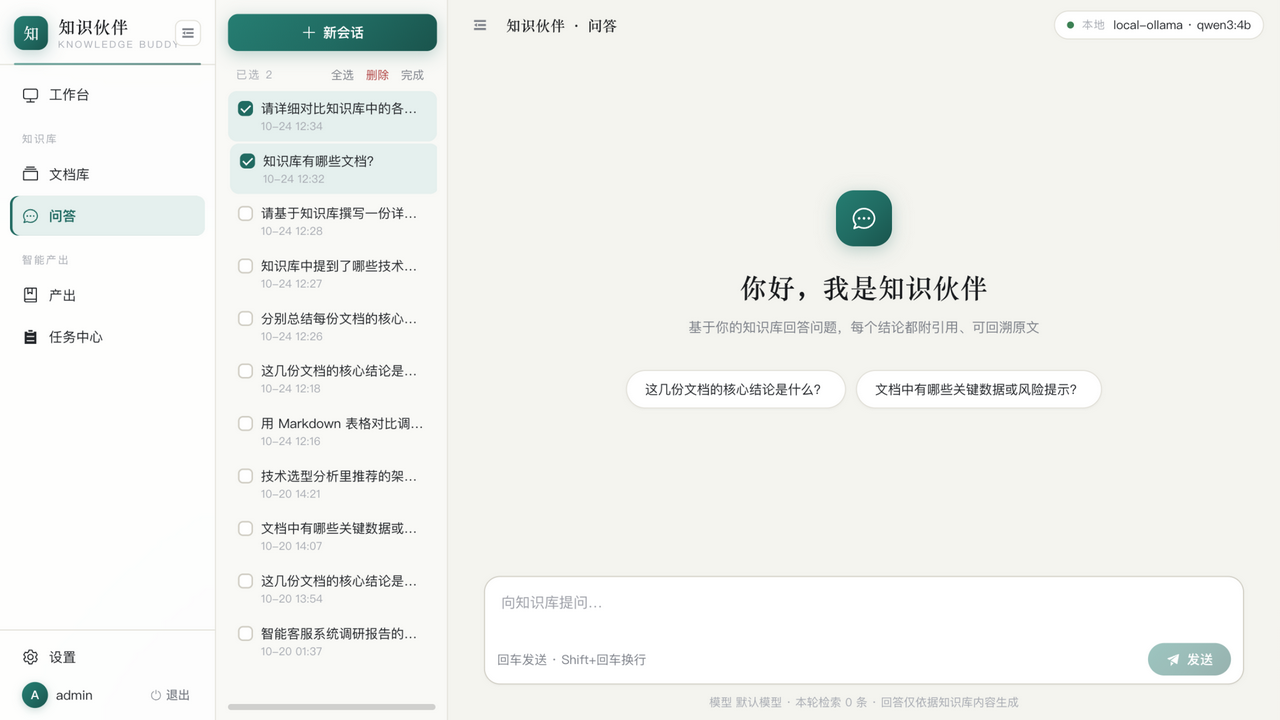 知
知识伙伴
KNOWLEDGE BUDDY
工作台
知识库
文档库
问答
智能产出
产出
任务中心
设置
A
admin
退出
新会话
已选 2
全选
删除
完成
请详细对比知识库中的各...
10-24 12:34
知识库有哪些文档?
10-24 12:32
请基于知识库撰写一份详...
10-24 12:28
知识库中提到了哪些技术...
10-24 12:27
分别总结每份文档的核心...
10-24 12:26
这几份文档的核心结论是...
10-24 12:18
用 Markdown 表格对比调...
10-24 12:16
技术选型分析里推荐的架...
10-20 14:21
文档中有哪些关键数据或...
10-20 14:07
这几份文档的核心结论是...
10-20 13:54
智能客服系统调研报告的...
10-20 01:37
知识伙伴 · 问答
本地 local-ollama · qwen3:4b
你好，我是知识伙伴
基于你的知识库回答问题，每个结论都附引用、可回溯原文
这几份文档的核心结论是什么?
文档中有哪些关键数据或风险提示?
向知识库提问...
回车发送 · Shift+回车换行
发送
模型 默认模型 · 本轮检索 0 条 · 回答仅依据知识库内容生成